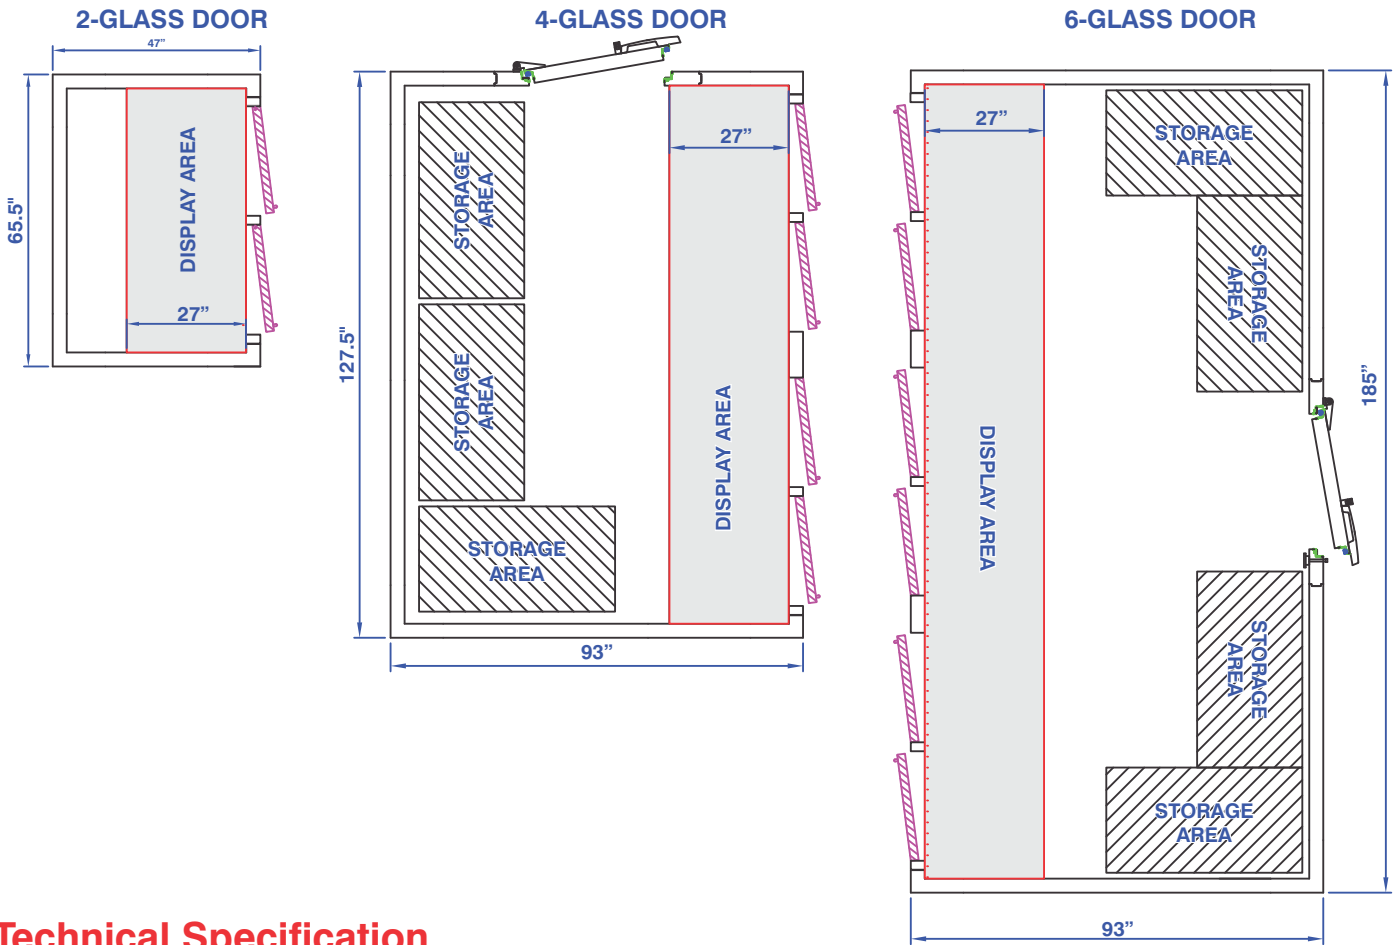 2-GLASS DOOR
47”
65.5"
DISPLAY AREA
27”
4-GLASS DOOR
127.5"
STORAGE
AREA
STORAGE
AREA
STORAGE
AREA
27”
DISPLAY AREA
93”
6-GLASS DOOR
27”
DISPLAY AREA
STORAGE
AREA
STORAGE
AREA
STORAGE
AREA
STORAGE
AREA
185”
93”
Technical Specification